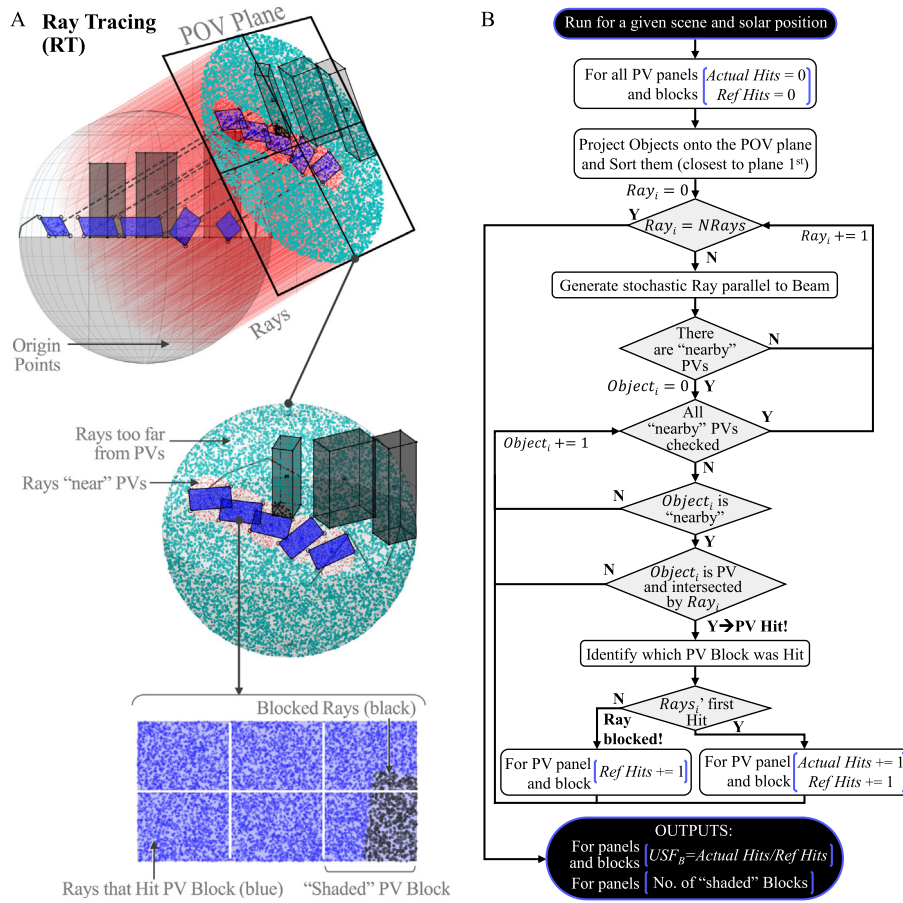 A
Ray Tracing
(RT)
POV Plane
Rays
Origin
Points
Rays too far
from PVs
Rays “near” PVs
Blocked Rays (black)
Rays that Hit PV Block (blue)
“Shaded” PV Block
B
Run for a given scene and solar position
For all PV panels
and blocks
Actual Hits = 0
Ref Hits = 0
Project Objects onto the POV plane
and Sort them (closest to plane 1st)
Rayi = 0
Y
Rayi = NRays
Rayi += 1
N
Generate stochastic Ray parallel to Beam
There
are “nearby”
PVs
N
Objecti = 0
Y
All
“nearby” PVs
checked
Y
Objecti += 1
N
Objecti is
“nearby”
N
Y
Objecti is PV
and intersected
by Rayi
N
Y➔PV Hit!
Identify which PV Block was Hit
Raysi’ first
Hit
N
Ray
blocked!
Y
For PV panel
and block
Ref Hits += 1
For PV panel
and block
Actual Hits += 1
Ref Hits += 1
OUTPUTS:
For panels
and blocks
USFB=Actual Hits/Ref Hits
For panels
No. of “shaded” Blocks